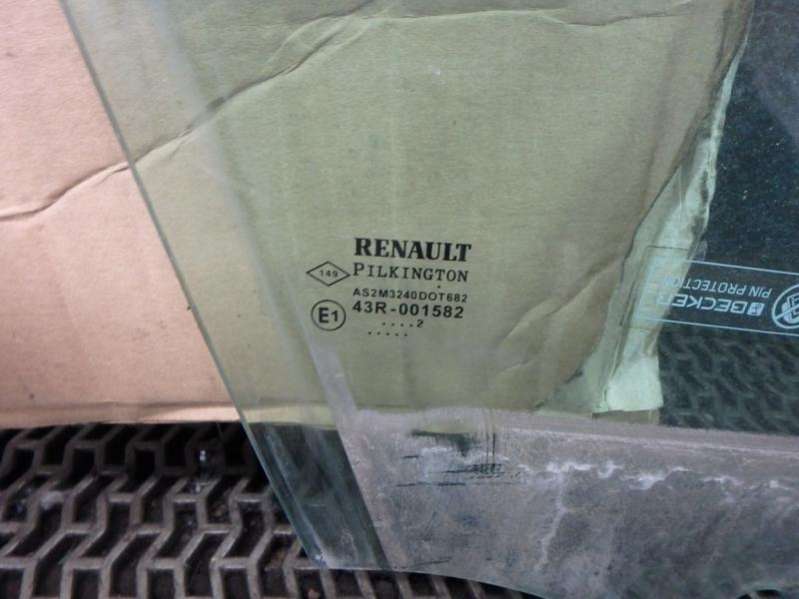 RENAULT
149
PILKINGTON
AS2M3240DOT682
E1
43R-001582
....2
.....
BECKER
PIN PROTECTION